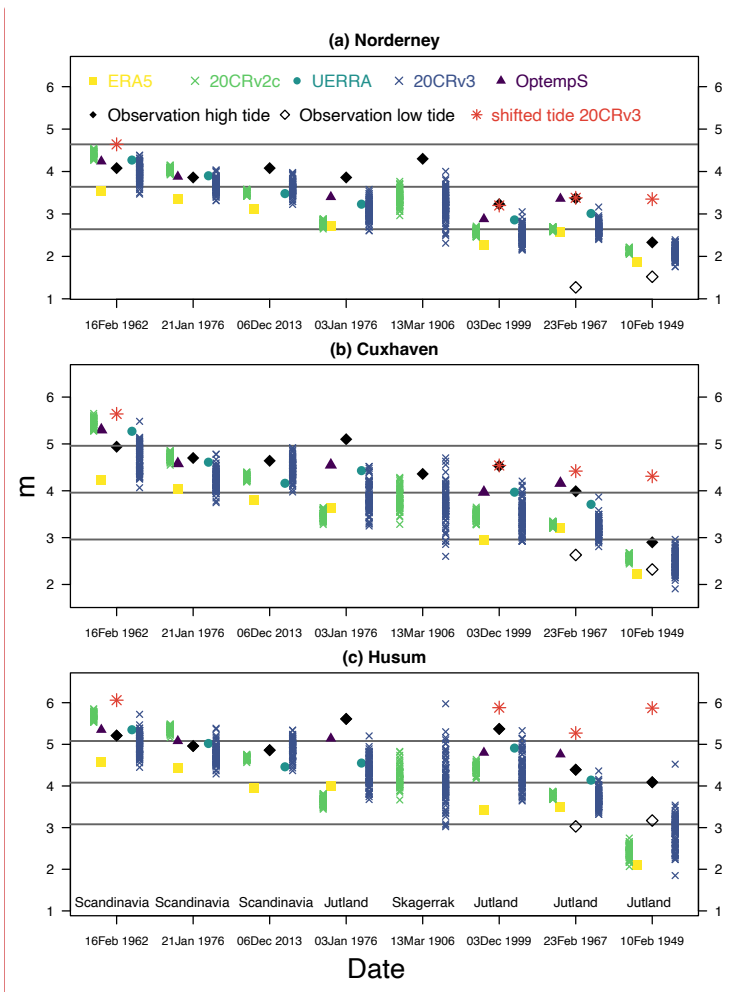 (a) Norderney
ERA5 20CRv2c UERRA 20CRv3 OptempS
Observation high tide Observation low tide shifted tide 20CRv3
6 6
5 5
4 4
3 3
2 2
1 1
16Feb 1962 21Jan 1976 06Dec 2013 03Jan 1976 13Mar 1906 03Dec 1999 23Feb 1967 10Feb 1949
(b) Cuxhaven
6 6
5 5
4 4
3 3
2 2
m
16Feb 1962 21Jan 1976 06Dec 2013 03Jan 1976 13Mar 1906 03Dec 1999 23Feb 1967 10Feb 1949
(c) Husum
6 6
5 5
4 4
3 3
2 2
1 1
Scandinavia Scandinavia Scandinavia Jutland Skagerrak Jutland Jutland Jutland
16Feb 1962 21Jan 1976 06Dec 2013 03Jan 1976 13Mar 1906 03Dec 1999 23Feb 1967 10Feb 1949
Date